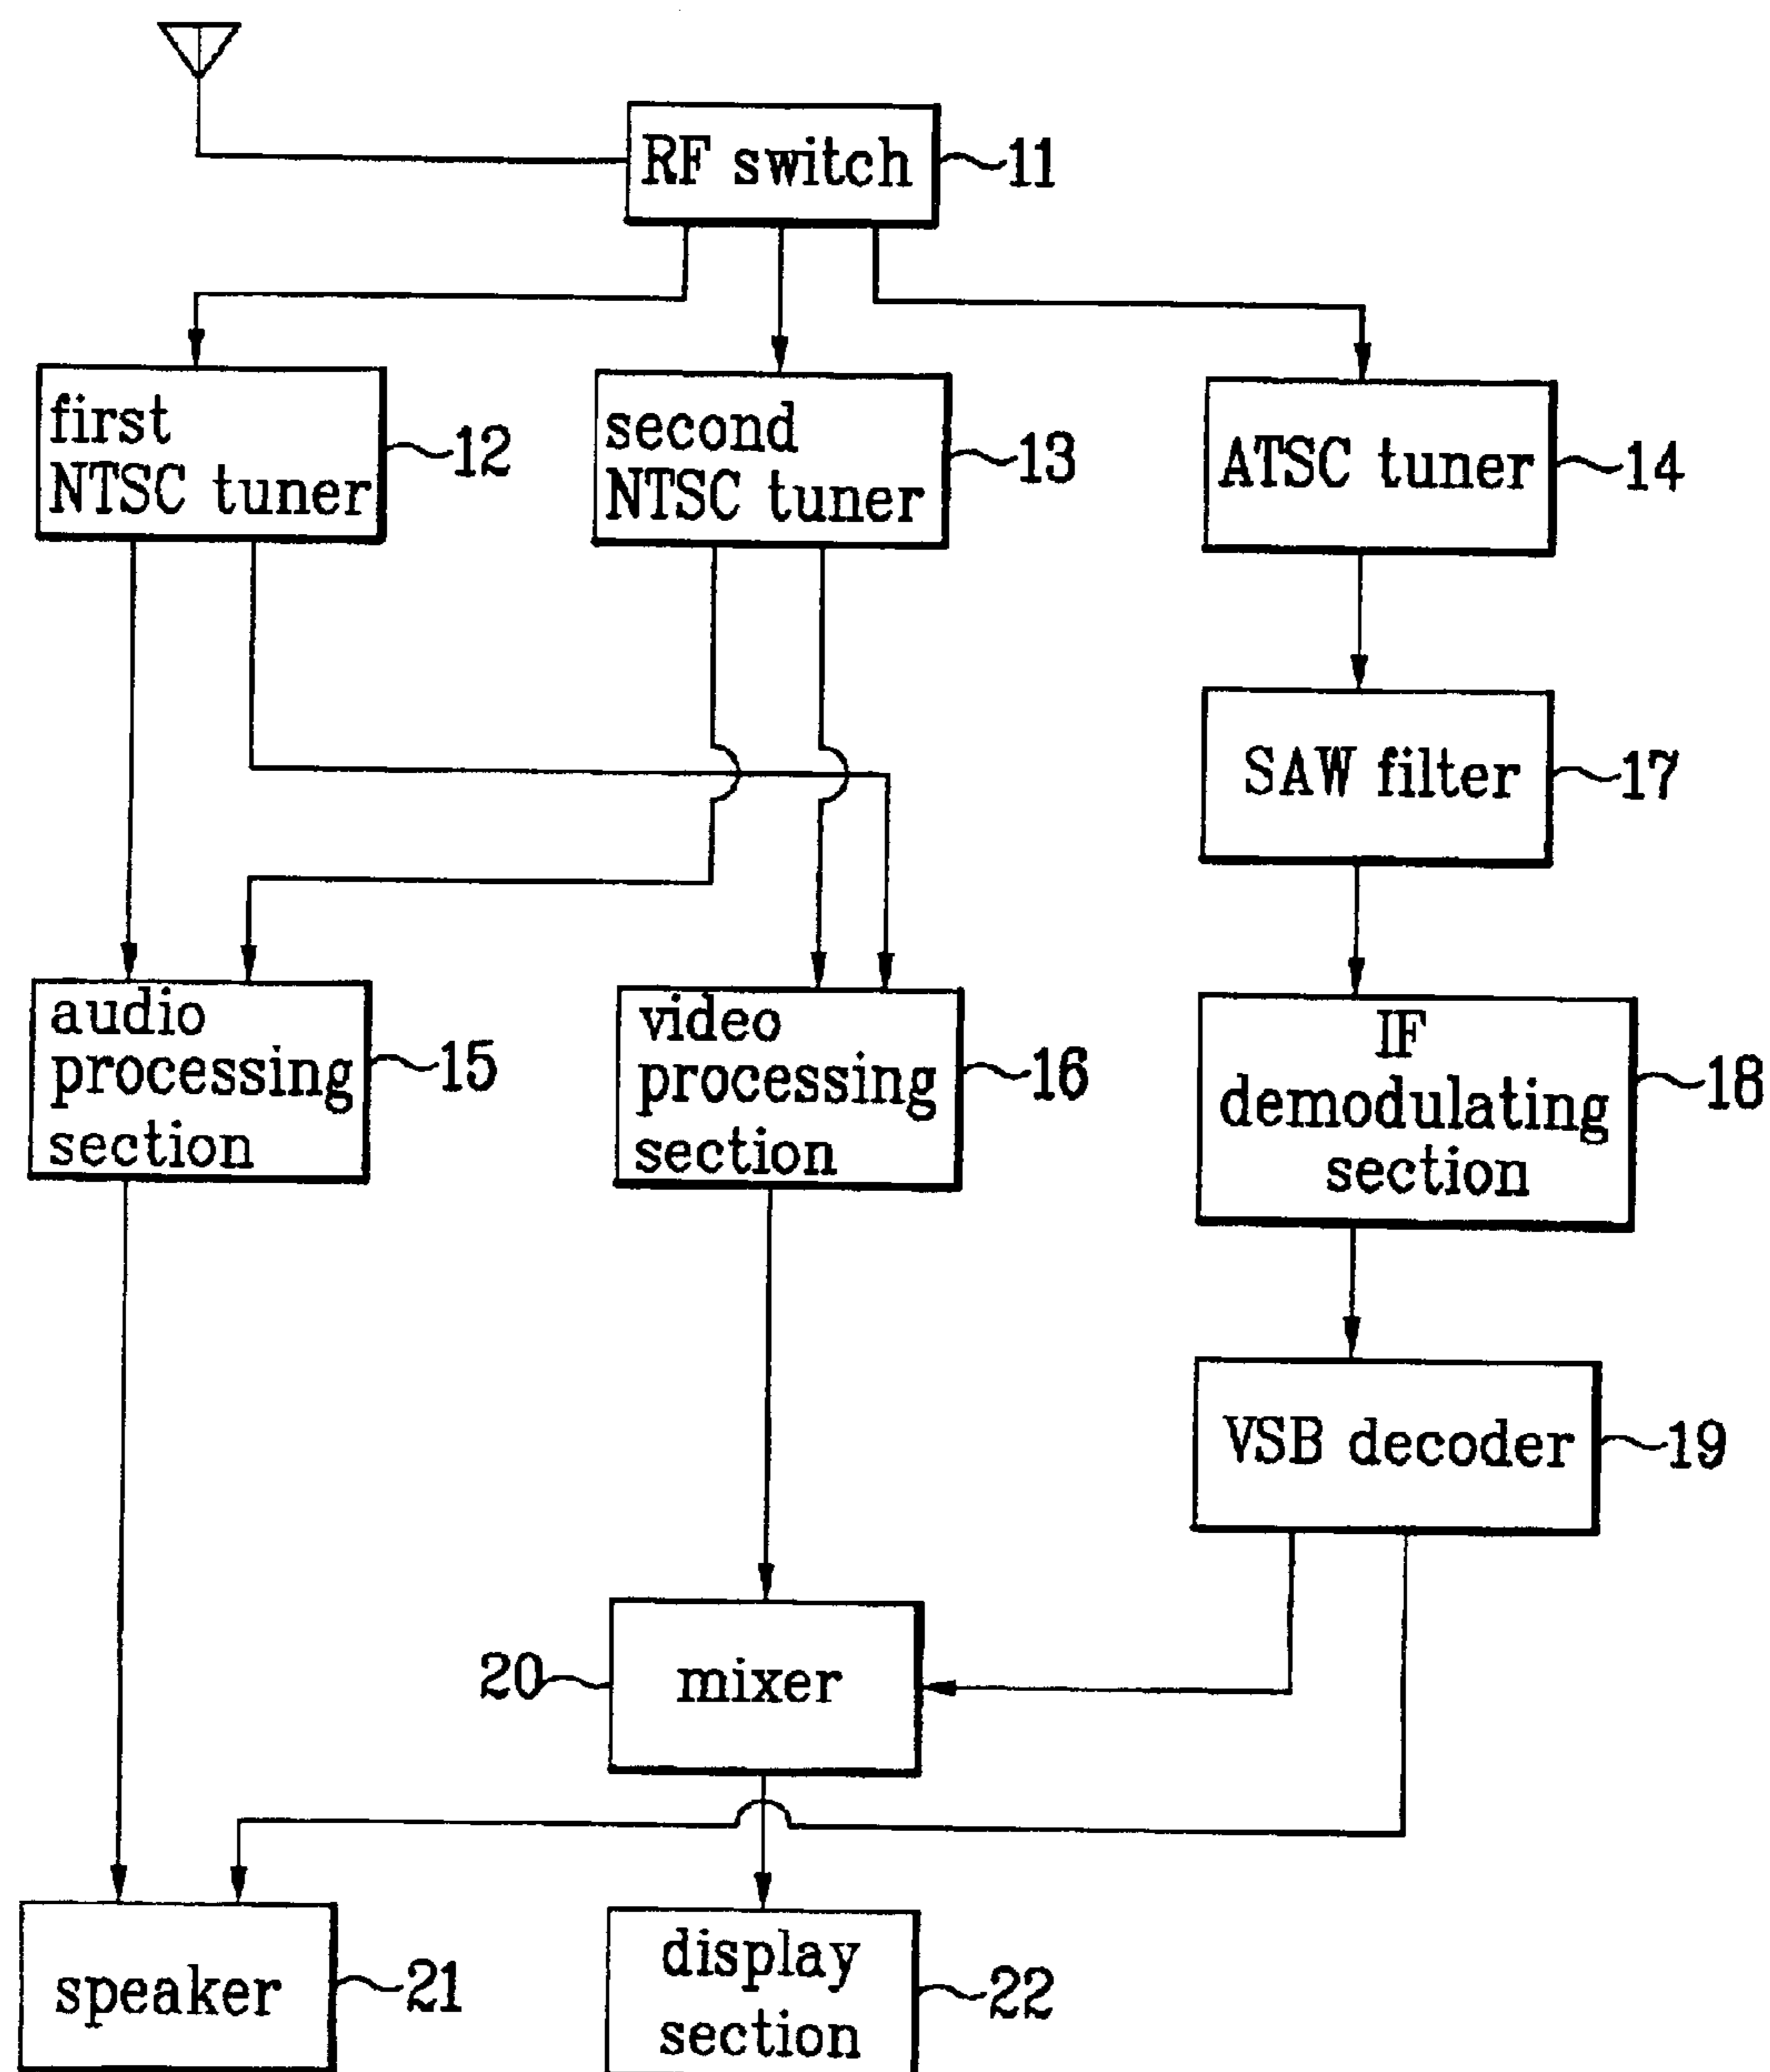 RF switch
11
first
NTSC tuner
12
second
NTSC tuner
13
ATSC tuner
14
SAW filter
17
audio
processing
section
15
video
processing
section
16
IF
demodulating
section
18
VSB decoder
19
20
mixer
speaker
21
display
section
22